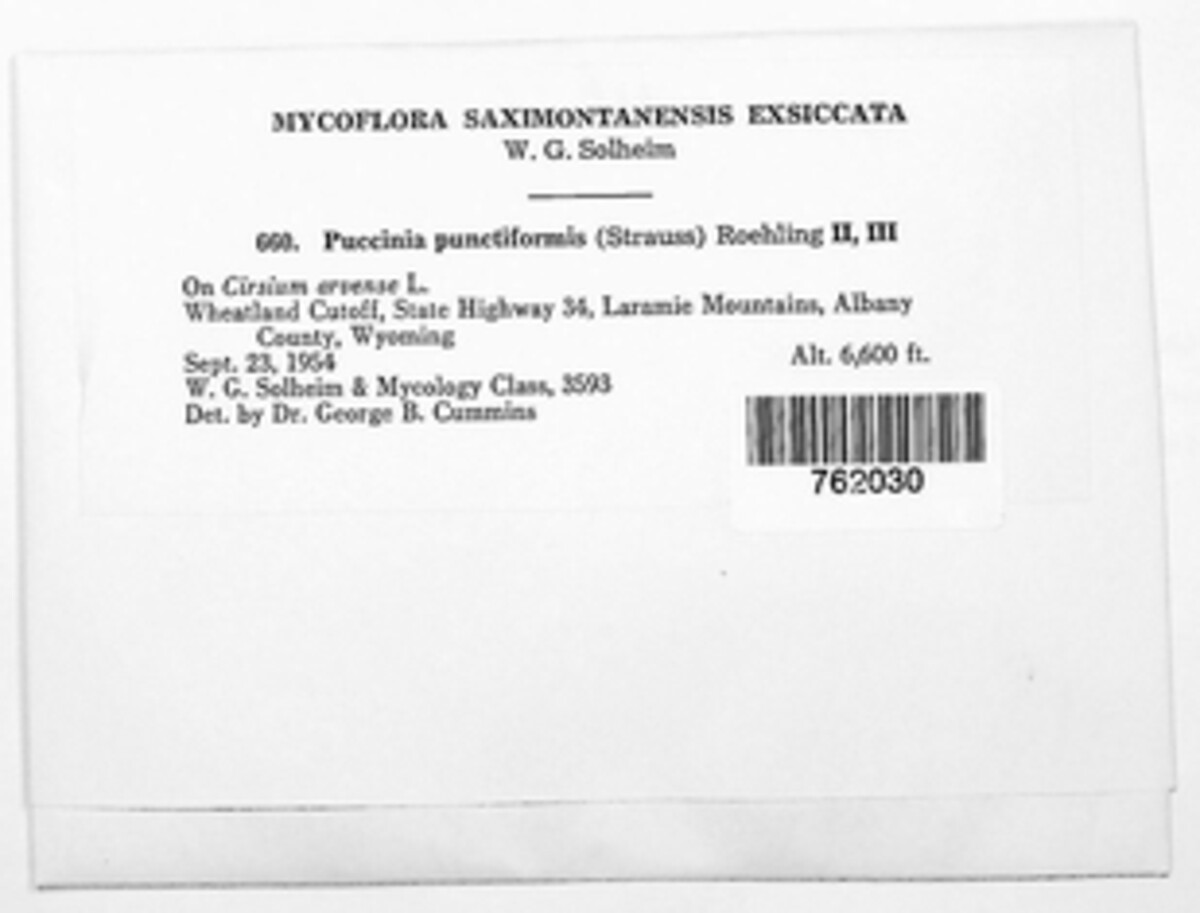 MYCOFLORA SAXIMONTANENSIS EXSICCATA
W. G. Solheim
660. Puccinia punctiformis (Strauss) Roehling II, III
On Cirsium arvense L.
Wheatland Cutoff, State Highway 34, Laramie Mountains, Albany
County, Wyoming
Sept. 23, 1954
Alt. 6,600 ft.
W. G. Solheim & Mycology Class, 3593
Det. by Dr. George B. Cummins
762030